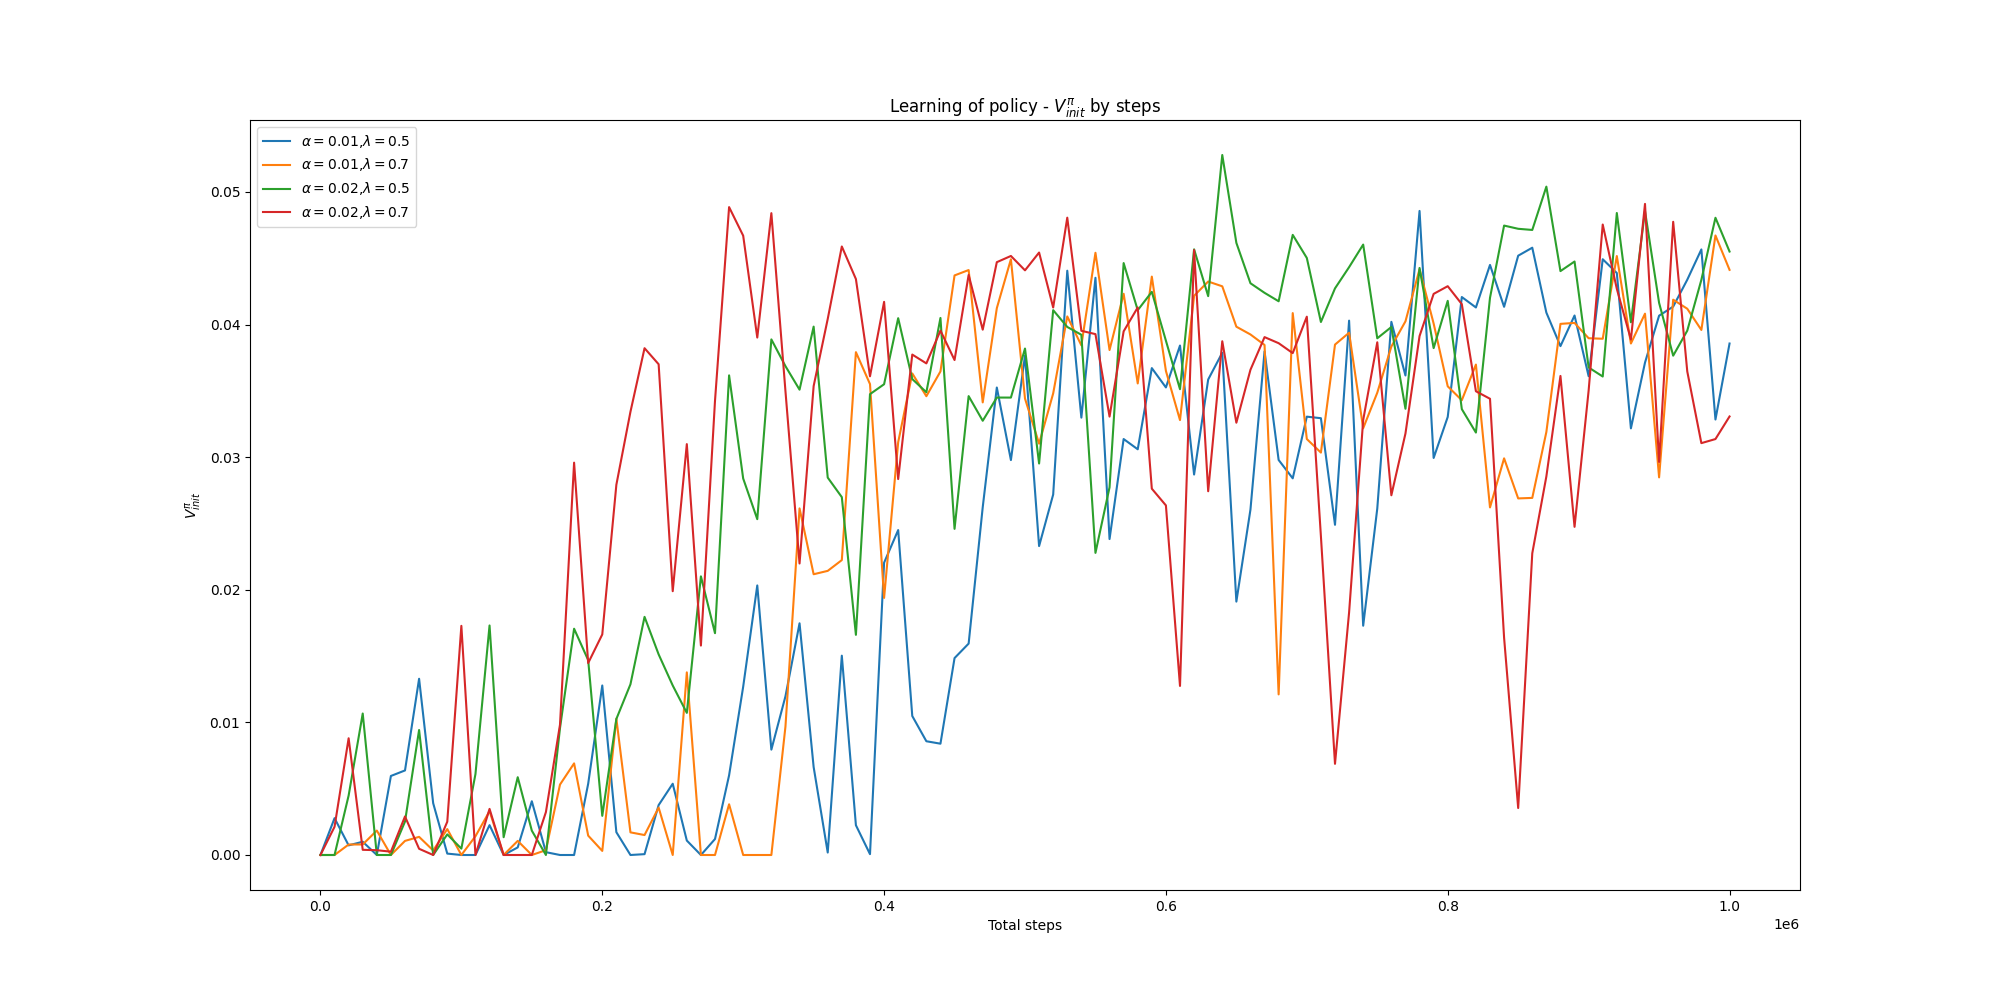 Learning of policy - $V^{\pi}_{init}$ by steps
α = 0.01,λ = 0.5
α = 0.01,λ = 0.7
α = 0.02,λ = 0.5
α = 0.02,λ = 0.7
$V^{\pi}_{init}$
0.05
0.04
0.03
0.02
0.01
0.00
0.0 0.2 0.4 0.6 0.8 1.0
Total steps
1e6